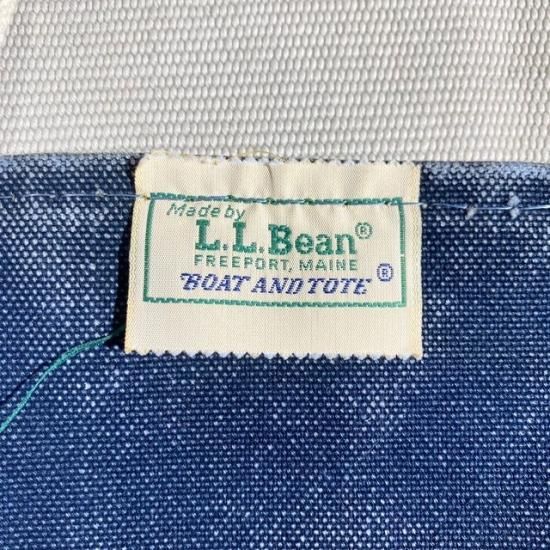 Made by
L.L.Bean®
FREEPORT, MAINE
BOAT AND TOTE®